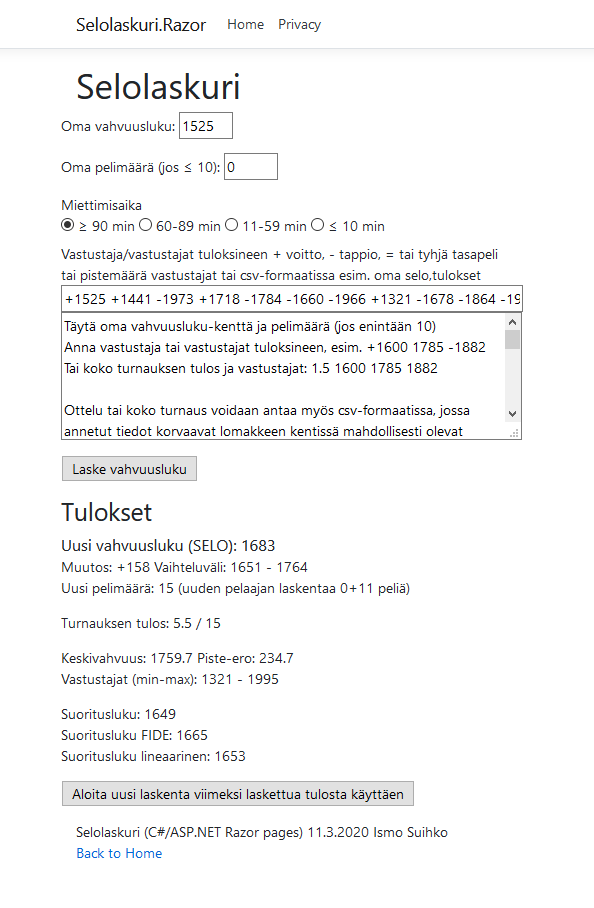 Selolaskuri.Razor Home Privacy
Selolaskuri
Oma vahvuusluku: 1525
Oma pelimäärä (jos ≤ 10): 0
Miettimisaika
≥ 90 min 60-89 min 11-59 min ≤ 10 min
Vastustaja/vastustajat tuloksineen + voitto, - tappio, = tai tyhjä tasapeli
tai pistemäärä vastustajat tai csv-formaatissa esim. oma selo,tulokset
+1525 +1441 -1973 +1718 -1784 -1660 -1966 +1321 -1678 -1864 -19
Täytä oma vahvuusluku-kenttä ja pelimäärä (jos enintään 10)
Anna vastustaja tai vastustajat tuloksineen, esim. +1600 1785 -1882
Tai koko turnauksen tulos ja vastustajat: 1.5 1600 1785 1882
Ottelu tai koko turnaus voidaan antaa myös csv-formaatissa, jossa
annetut tiedot korvaavat lomakkeen kentissä mahdollisesti olevat
Laske vahvuusluku
Tulokset
Uusi vahvuusluku (SELO): 1683
Muutos: +158 Vaihteluväli: 1651 - 1764
Uusi pelimäärä: 15 (uuden pelaajan laskentaa 0+11 peliä)
Turnauksen tulos: 5.5 / 15
Keskivahvuus: 1759.7 Piste-ero: 234.7
Vastustajat (min-max): 1321 - 1995
Suoritusluku: 1649
Suoritusluku FIDE: 1665
Suoritusluku lineaarinen: 1653
Aloita uusi laskenta viimeksi laskettua tulosta käyttäen
Selolaskuri (C#/ASP.NET Razor pages) 11.3.2020 Ismo Suihko
Back to Home